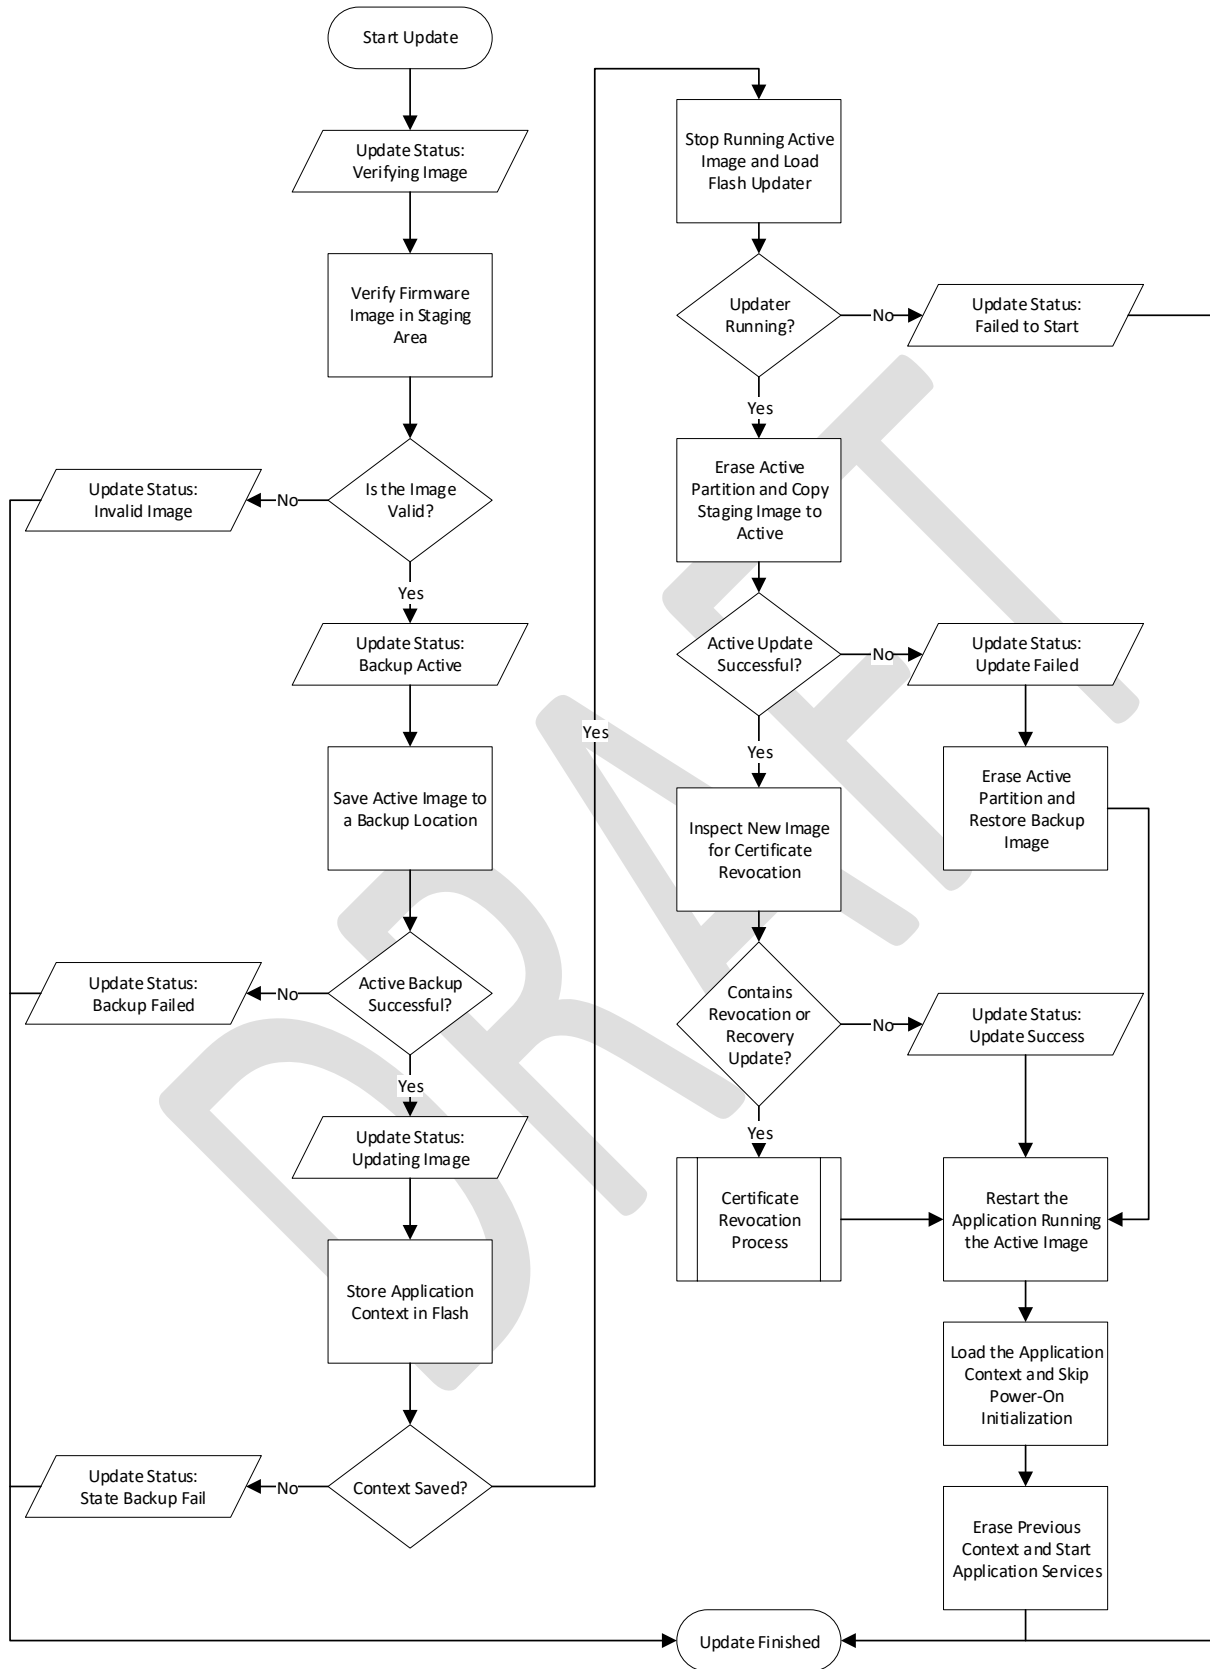 Start Update
Update Status:
Verifying Image
Verify Firmware
Image in Staging
Area
Is the Image
Valid?
No
Update Status:
Invalid Image
Yes
Update Status:
Backup Active
Save Active Image to
a Backup Location
Active Backup
Successful?
No
Update Status:
Backup Failed
Yes
Update Status:
Updating Image
Store Application
Context in Flash
Context Saved?
No
Update Status:
State Backup Fail
Yes
Stop Running Active
Image and Load
Flash Updater
Updater
Running?
No
Update Status:
Failed to Start
Yes
Erase Active
Partition and Copy
Staging Image to
Active
Active Update
Successful?
No
Update Status:
Update Failed
Erase Active
Partition and
Restore Backup
Image
Yes
Inspect New Image
for Certificate
Revocation
Contains
Revocation or
Recovery
Update?
No
Update Status:
Update Success
Yes
Certificate
Revocation
Process
Restart the
Application Running
the Active Image
Load the Application
Context and Skip
Power-On
Initialization
Erase Previous
Context and Start
Application Services
Update Finished
DRAFT